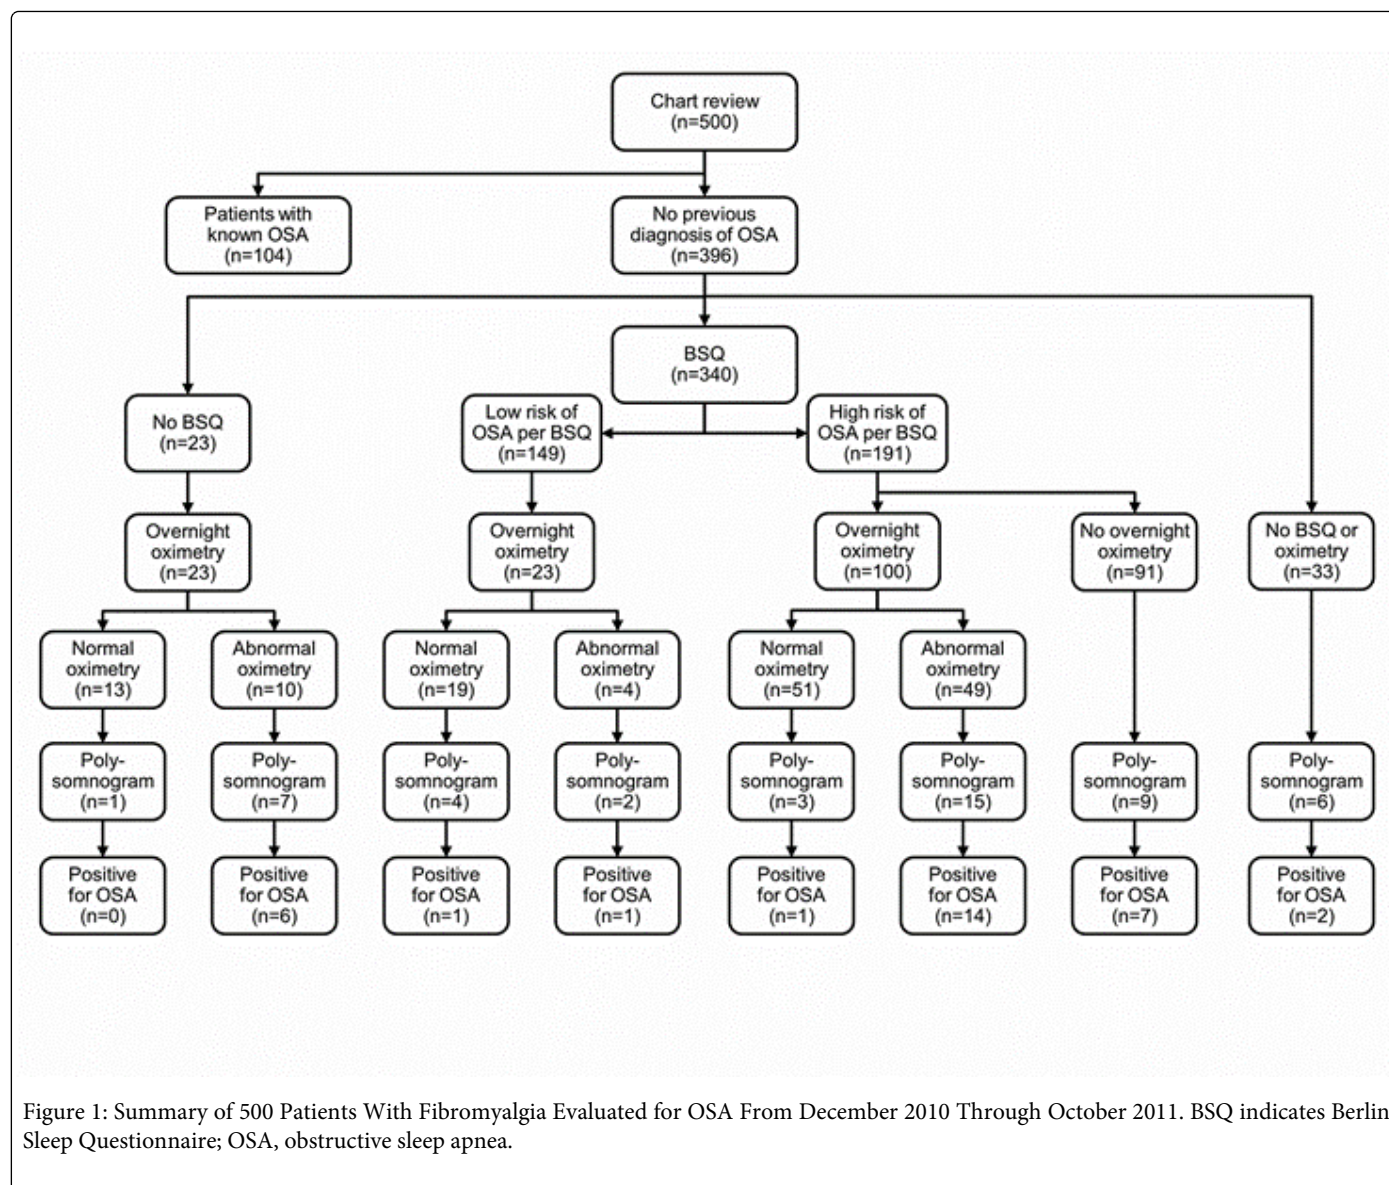 Chart review
(n=500)
Patients with
known OSA
(n=104)
No previous
diagnosis of OSA
(n=396)
BSQ
(n=340)
No BSQ
(n=23)
Low risk of
OSA per BSQ
(n=149)
High risk of
OSA per BSQ
(n=191)
Overnight
oximetry
(n=23)
Overnight
oximetry
(n=23)
Overnight
oximetry
(n=100)
No overnight
oximetry
(n=91)
No BSQ or
oximetry
(n=33)
Normal
oximetry
(n=13)
Abnormal
oximetry
(n=10)
Normal
oximetry
(n=19)
Abnormal
oximetry
(n=4)
Normal
oximetry
(n=51)
Abnormal
oximetry
(n=49)
Poly-
somnogram
(n=1)
Poly-
somnogram
(n=7)
Poly-
somnogram
(n=4)
Poly-
somnogram
(n=2)
Poly-
somnogram
(n=3)
Poly-
somnogram
(n=15)
Poly-
somnogram
(n=9)
Poly-
somnogram
(n=6)
Positive
for OSA
(n=0)
Positive
for OSA
(n=6)
Positive
for OSA
(n=1)
Positive
for OSA
(n=1)
Positive
for OSA
(n=1)
Positive
for OSA
(n=14)
Positive
for OSA
(n=7)
Positive
for OSA
(n=2)
Figure 1: Summary of 500 Patients With Fibromyalgia Evaluated for OSA From December 2010 Through October 2011. BSQ indicates Berlin
Sleep Questionnaire; OSA, obstructive sleep apnea.